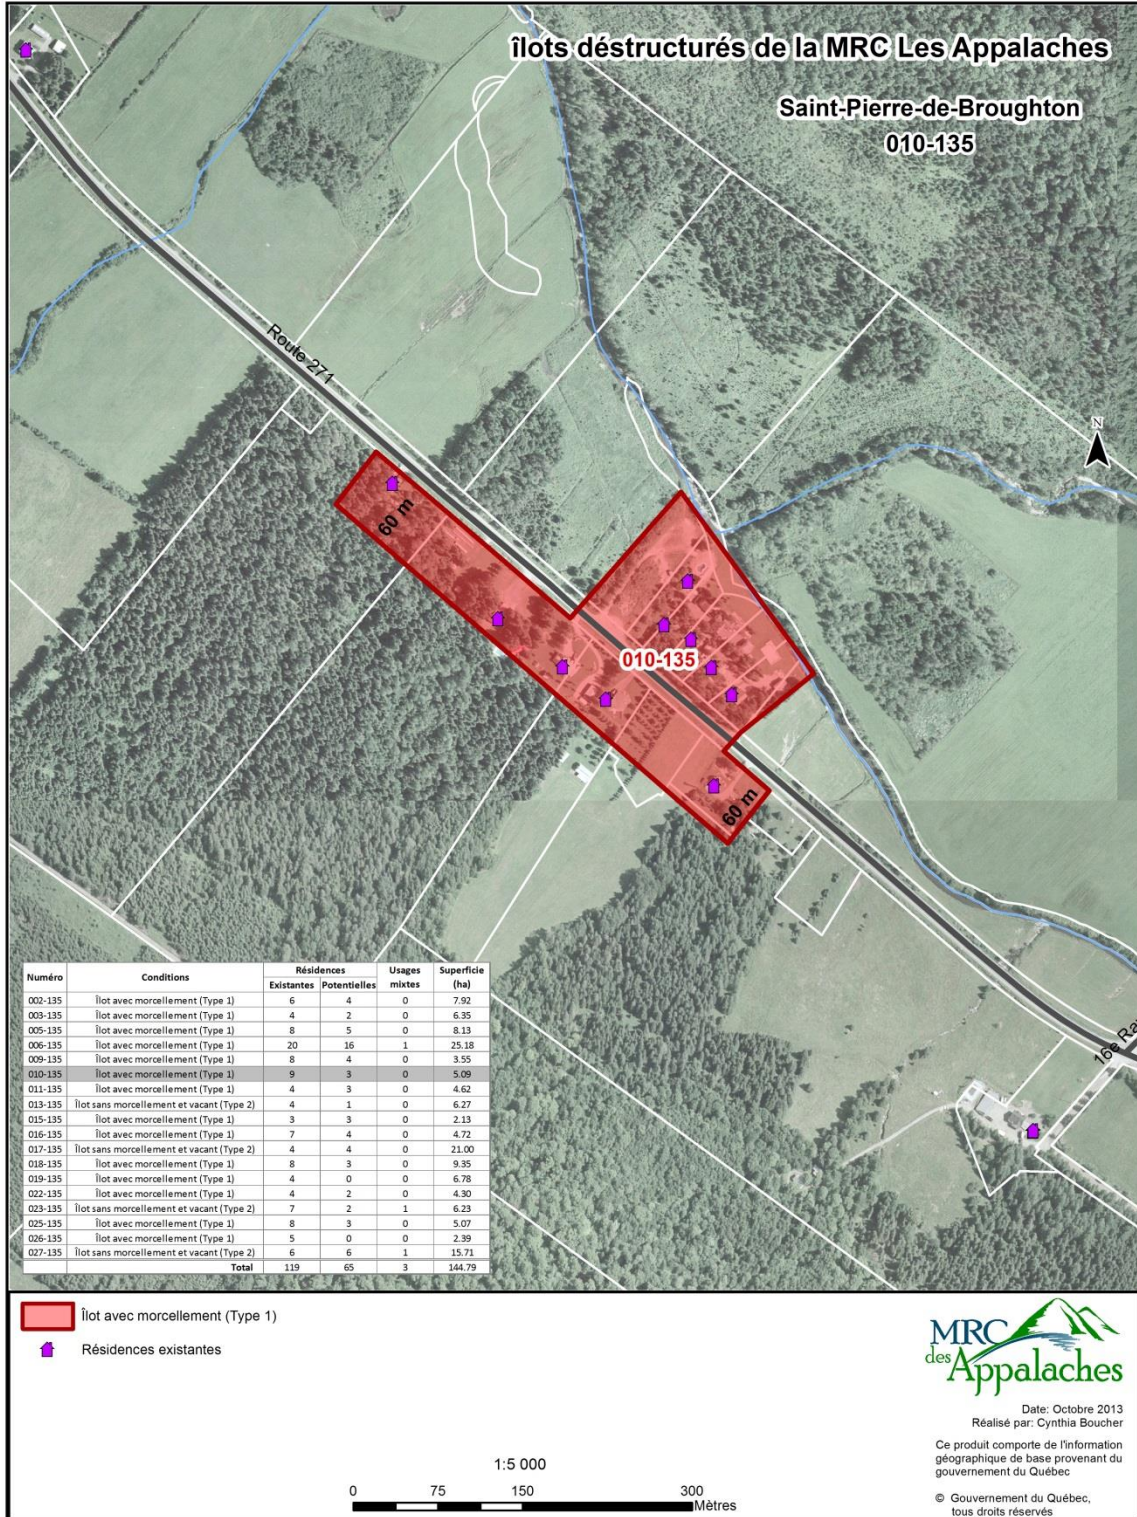 îlots déstructurés de la MRC Les Appalaches
Saint-Pierre-de-Broughton
010-135
N
Route 271
60 m
010-135
60 m
Numéro Conditions Résidences Usages mixtes Superficie (ha)
Existantes Potentielles
002-135 Îlot avec morcellement (Type 1) 6 4 0 7.92
003-135 Îlot avec morcellement (Type 1) 4 2 0 6.35
005-135 Îlot avec morcellement (Type 1) 8 5 0 8.13
006-135 Îlot avec morcellement (Type 1) 20 16 1 25.18
009-135 Îlot avec morcellement (Type 1) 8 4 0 3.55
010-135 Îlot avec morcellement (Type 1) 9 3 0 5.09
011-135 Îlot avec morcellement (Type 1) 4 3 0 4.62
013-135 Îlot sans morcellement et vacant (Type 2) 4 1 0 6.27
015-135 Îlot avec morcellement (Type 1) 3 3 0 2.13
016-135 Îlot avec morcellement (Type 1) 7 4 0 4.72
017-135 Îlot sans morcellement et vacant (Type 2) 4 4 0 21.00
018-135 Îlot avec morcellement (Type 1) 8 3 0 9.35
019-135 Îlot avec morcellement (Type 1) 4 0 0 6.78
022-135 Îlot avec morcellement (Type 1) 4 2 0 4.30
023-135 Îlot sans morcellement et vacant (Type 2) 7 2 1 6.23
025-135 Îlot avec morcellement (Type 1) 8 3 0 5.07
026-135 Îlot avec morcellement (Type 1) 5 0 0 2.39
027-135 Îlot sans morcellement et vacant (Type 2) 6 6 1 15.71
Total 119 65 3 144.79
16e
Îlot avec morcellement (Type 1)
Résidences existantes
MRC
des Appalaches
Date: Octobre 2013
Réalisé par: Cynthia Boucher
Ce produit comporte de l'information
géographique de base provenant du
gouvernement du Québec
© Gouvernement du Québec,
tous droits réservés
1:5 000
0 75 150 300
Mètres